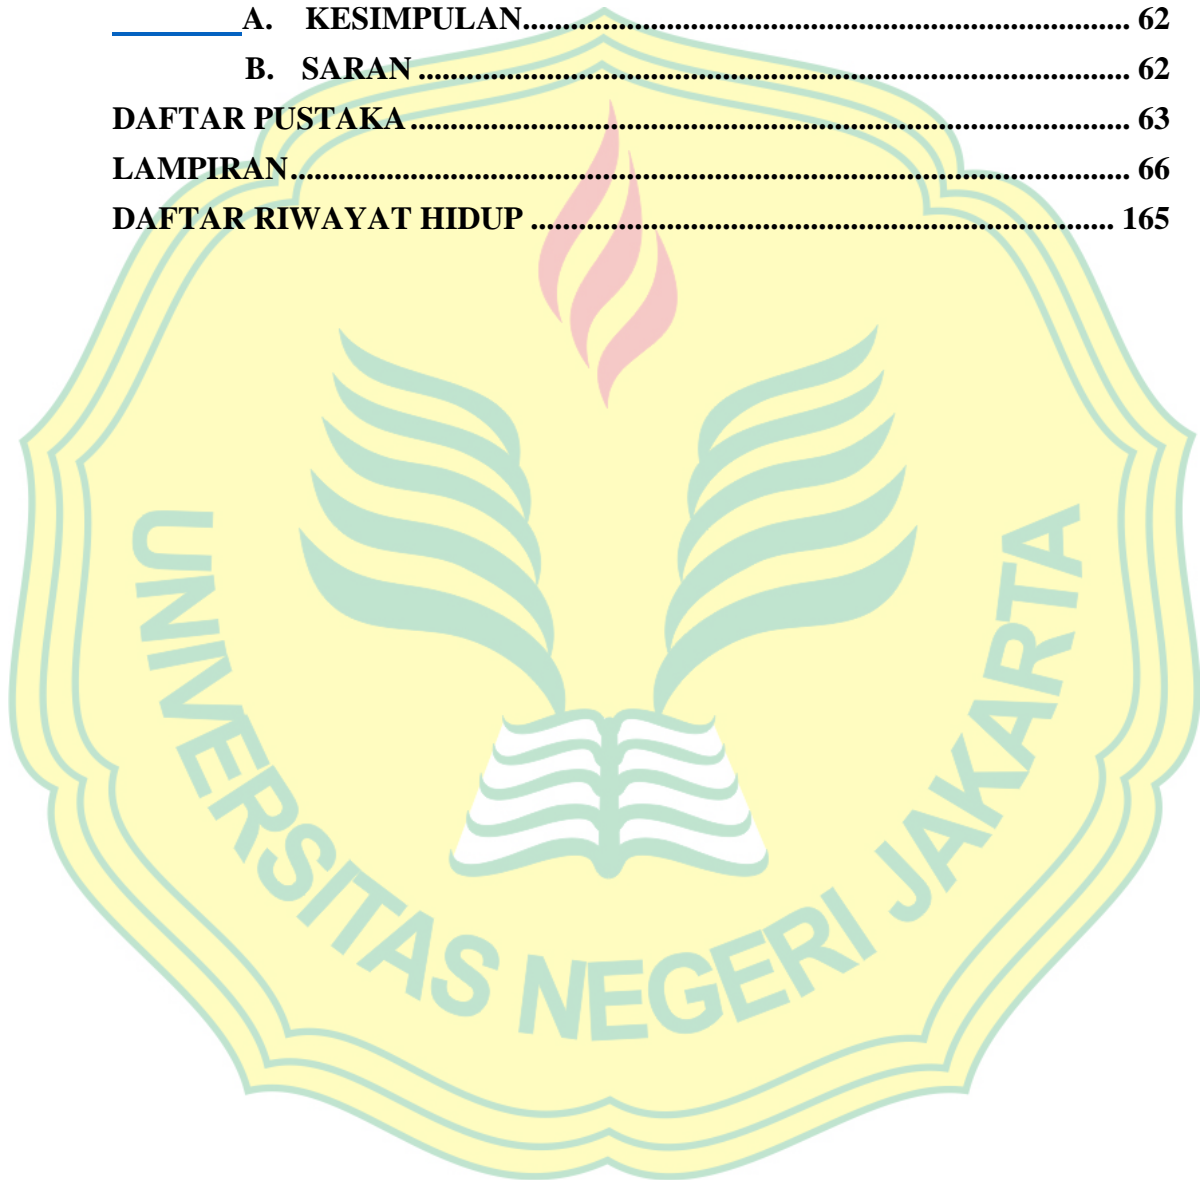 A. KESIMPULAN........................................................................... 62
B. SARAN ........................................................................................ 62
DAFTAR PUSTAKA ......................................................................................... 63
LAMPIRAN........................................................................................................ 66
DAFTAR RIWAYAT HIDUP ........................................................................ 165
UNIVERSITAS NEGERI JAKARTA